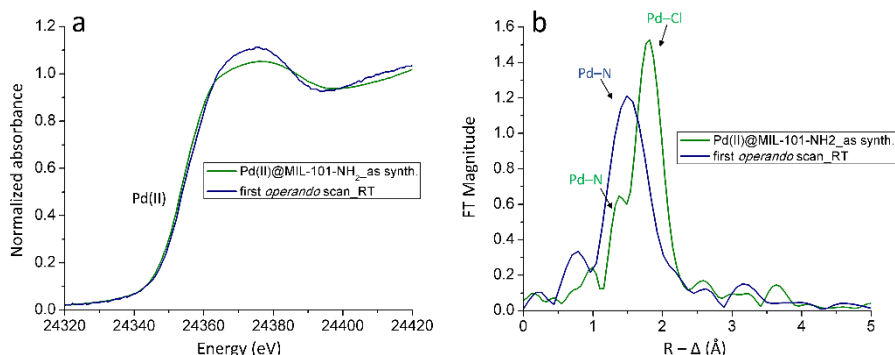 a
Normalized absorbance
1.2
1.0
0.8
0.6
0.4
0.2
0.0
Pd(II)
Pd(II)@MIL-101-NH₂_as synth.
first operando scan_RT
24320 24340 24360 24380 24400 24420
Energy (eV)
b
FT Magnitude
1.6
1.4
1.2
1.0
0.8
0.6
0.4
0.2
0.0
Pd–Cl
Pd–N
Pd–N
Pd(II)@MIL-101-NH2_as synth.
first operando scan_RT
0 1 2 3 4 5
R – Δ (Å)